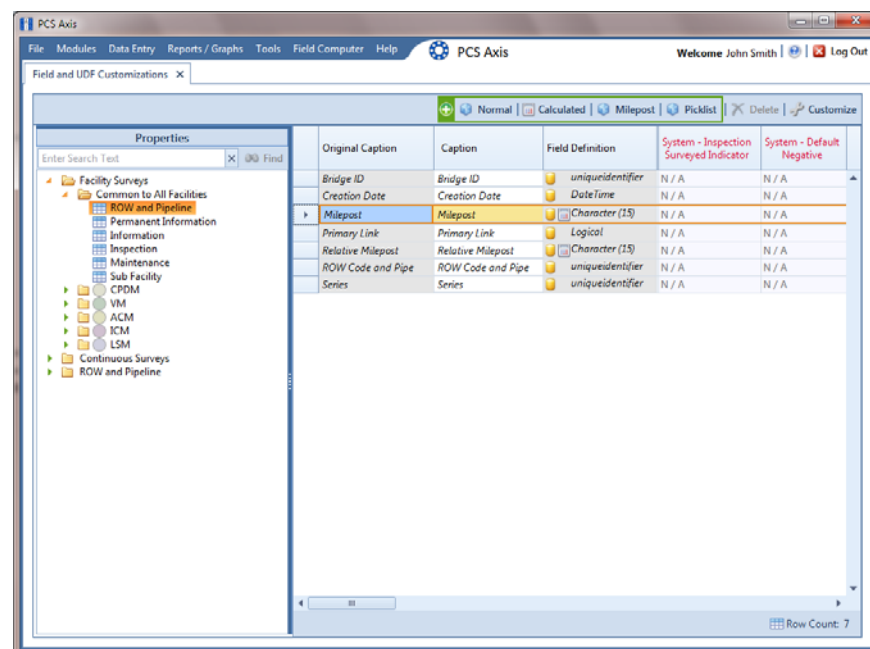 PCS Axis
File Modules Data Entry Reports / Graphs Tools Field Computer Help PCS Axis Welcome John Smith | | Log Out
Field and UDF Customizations X
Normal | Calculated | Milepost | Picklist | Delete | Customize
Properties
Enter Search Text X Find
Facility Surveys
Common to All Facilities
ROW and Pipeline
Permanent Information
Information
Inspection
Maintenance
Sub Facility
CPDM
VM
ACM
ICM
LSM
Continuous Surveys
ROW and Pipeline
Original Caption Caption Field Definition System - Inspection Surveyed Indicator System - Default Negative
Bridge ID Bridge ID uniqueidentifier N / A N / A
Creation Date Creation Date DateTime N / A N / A
Milepost Milepost Character (15) N / A N / A
Primary Link Primary Link Logical N / A N / A
Relative Milepost Relative Milepost Character (15) N / A N / A
ROW Code and Pipe ROW Code and Pipe uniqueidentifier N / A N / A
Series Series uniqueidentifier N / A N / A
Row Count: 7